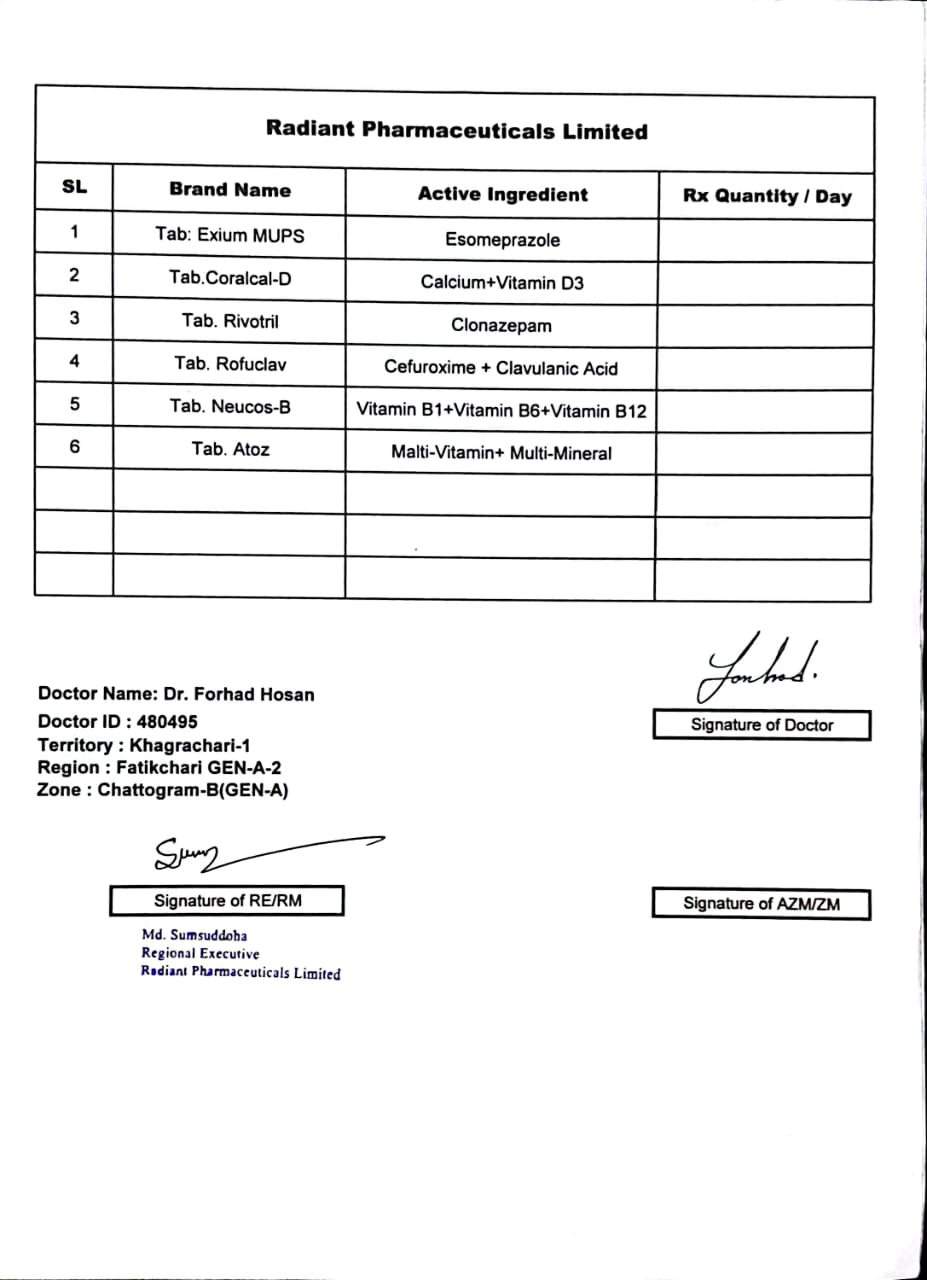 Radiant Pharmaceuticals Limited
SL Brand Name Active Ingredient Rx Quantity / Day
1 Tab: Exium MUPS Esomeprazole
2 Tab.Coralcal-D Calcium+Vitamin D3
3 Tab. Rivotril Clonazepam
4 Tab. Rofuclav Cefuroxime + Clavulanic Acid
5 Tab. Neucos-B Vitamin B1+Vitamin B6+Vitamin B12
6 Tab. Atoz Malti-Vitamin+ Multi-Mineral
Doctor Name: Dr. Forhad Hosan
Doctor ID : 480495
Territory : Khagrachari-1
Region : Fatikchari GEN-A-2
Zone : Chattogram-B(GEN-A)
Signature of Doctor
Signature of RE/RM
Md. Sumsuddoha
Regional Executive
Radiant Pharmaceuticals Limited
Signature of AZM/ZM